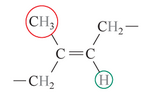 CH₃ CH₂—
C=C
—CH₂ H